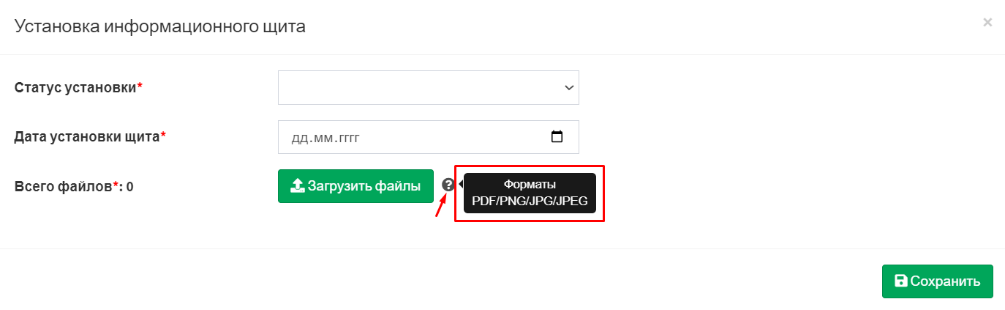 Установка информационного щита
×
Статус установки*
Дата установки щита*
дд.мм.гггг
Всего файлов*: 0
Загрузить файлы
?
Форматы
PDF/PNG/JPG/JPEG
Сохранить